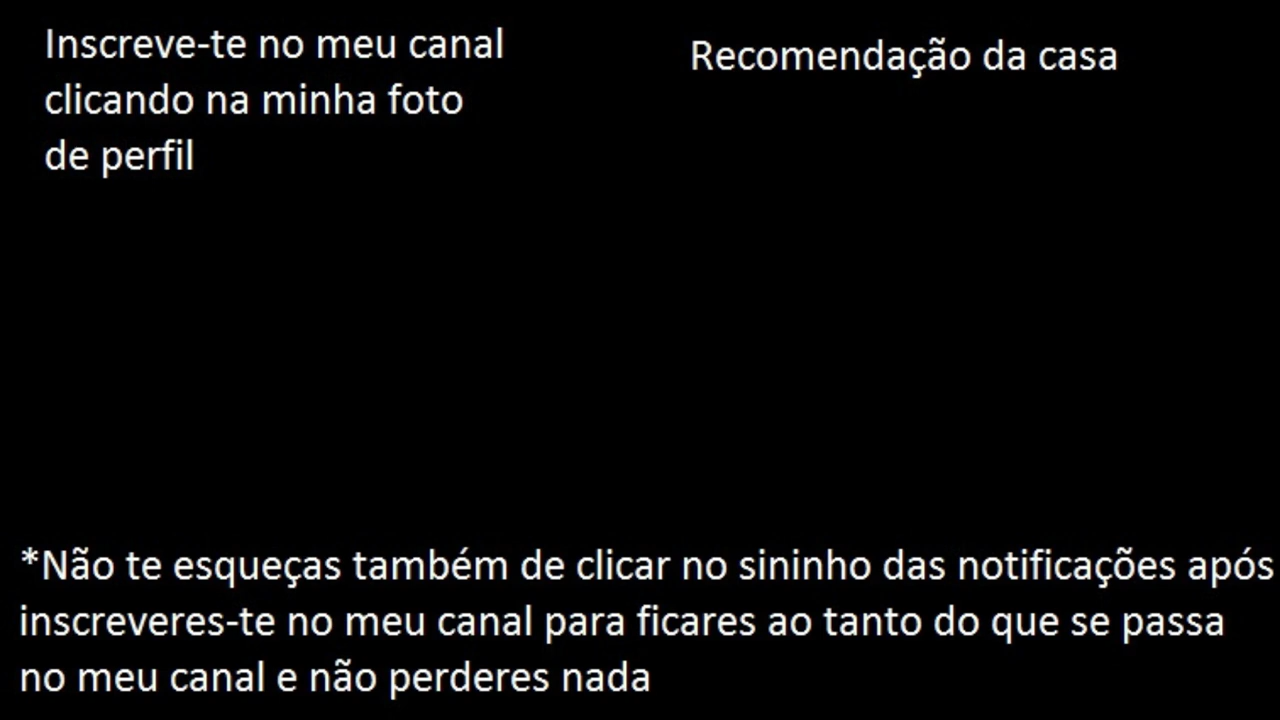 Inscreve-te no meu canal
clicando na minha foto
de perfil
Recomendação da casa
*Não te esqueças também de clicar no sininho das notificações após
inscreveres-te no meu canal para ficares ao tanto do que se passa
no meu canal e não perderes nada